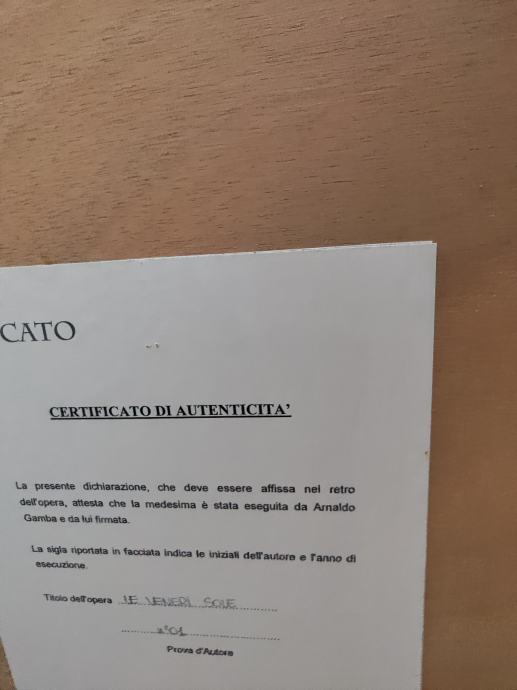 CATO
CERTIFICATO DI AUTENTICITA'
La presente dichiarazione, che deve essere affissa nel retro
dell'opera, attesta che la medesima è stata eseguita da Arnaldo
Gamba e da lui firmata.
La sigla riportata in facciata indica le iniziali dell'autore e l'anno di
esecuzione.
Titolo dell'opera LE VENERI SOLE
n°01
Prova d'Autore